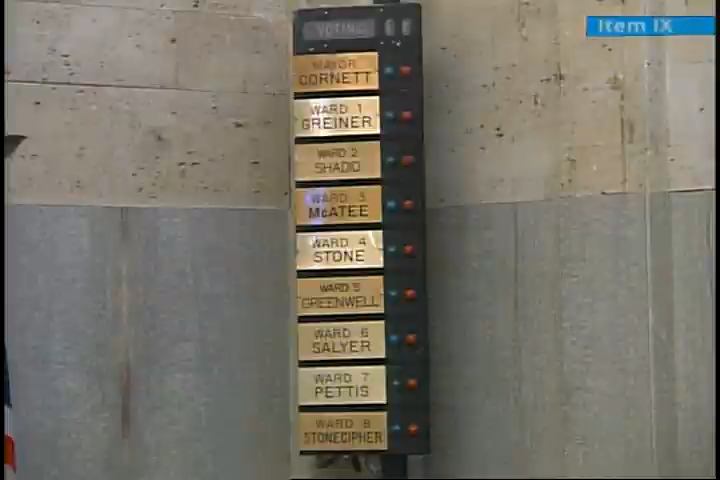 Item IX
VOTING
MAYOR
CORNETT
WARD 1
GREINER
WARD 2
SHADID
WARD 3
McATEE
WARD 4
STONE
WARD 5
GREENWELL
WARD 6
SALYER
WARD 7
PETTIS
WARD 8
STONECIPHER